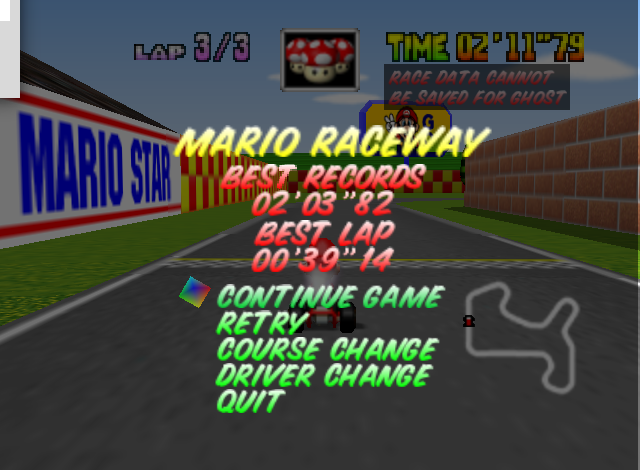 LAP 3/3
TIME 02'11"79
RACE DATA CANNOT
BE SAVED FOR GHOST
G
MARIO STAR
MARIO RACEWAY
BEST RECORDS
02'03"82
BEST LAP
00'39"14
CONTINUE GAME
RETRY
COURSE CHANGE
DRIVER CHANGE
QUIT